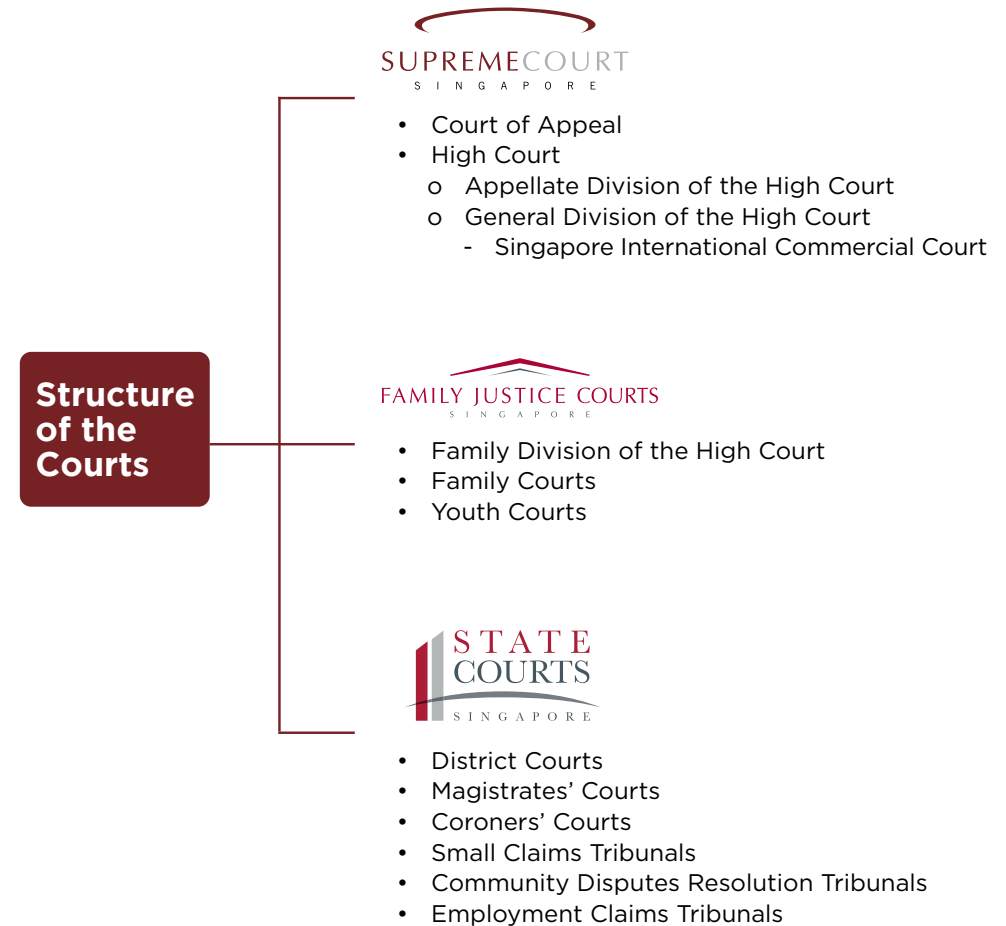 Structure
of the
Courts
SUPREMECOURT
SINGAPORE
• Court of Appeal
• High Court
o Appellate Division of the High Court
o General Division of the High Court
- Singapore International Commercial Court
FAMILY JUSTICE COURTS
SINGAPORE
• Family Division of the High Court
• Family Courts
• Youth Courts
STATE
COURTS
SINGAPORE
• District Courts
• Magistrates’ Courts
• Coroners’ Courts
• Small Claims Tribunals
• Community Disputes Resolution Tribunals
• Employment Claims Tribunals